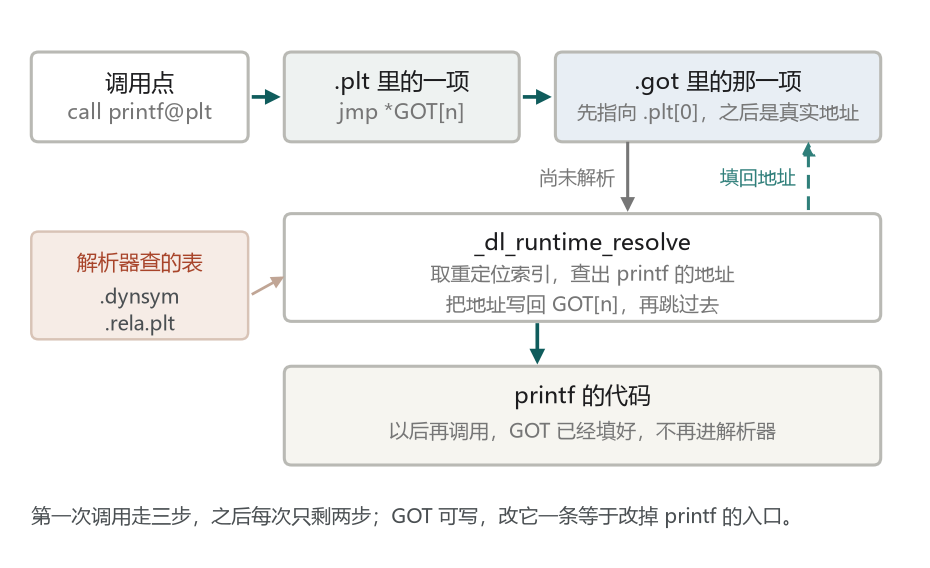 调用点
call printf@plt
.plt 里的一项
jmp *GOT[n]
.got 里的那一项
先指向 .plt[0]，之后是真实地址
尚未解析
填回地址
解析器查的表
.dynsym
.rela.plt
_dl_runtime_resolve
取重定位索引，查出 printf 的地址
把地址写回 GOT[n]，再跳过去
printf 的代码
以后再调用，GOT 已经填好，不再进解析器
第一次调用走三步，之后每次只剩两步；GOT 可写，改它一条等于改掉 printf 的入口。